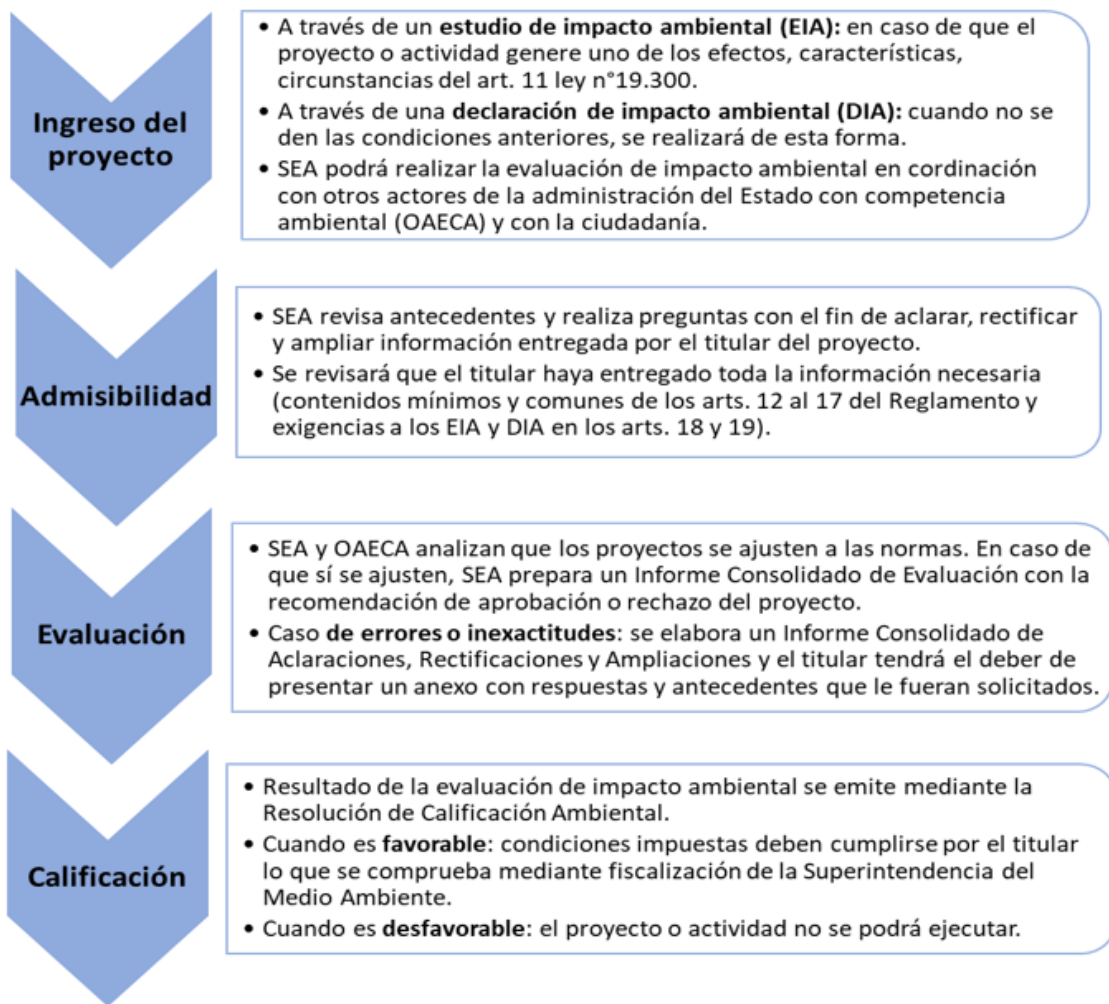 Ingreso del
proyecto
• A través de un estudio de impacto ambiental (EIA): en caso de que el
proyecto o actividad genere uno de los efectos, características,
circunstancias del art. 11 ley n°19.300.
• A través de una declaración de impacto ambiental (DIA): cuando no se
den las condiciones anteriores, se realizará de esta forma.
• SEA podrá realizar la evaluación de impacto ambiental en cordinación
con otros actores de la administración del Estado con competencia
ambiental (OAECA) y con la ciudadanía.
Admisibilidad
• SEA revisa antecedentes y realiza preguntas con el fin de aclarar, rectificar
y ampliar información entregada por el titular del proyecto.
• Se revisará que el titular haya entregado toda la información necesaria
(contenidos mínimos y comunes de los arts. 12 al 17 del Reglamento y
exigencias a los EIA y DIA en los arts. 18 y 19).
Evaluación
• SEA y OAECA analizan que los proyectos se ajusten a las normas. En caso de
que sí se ajusten, SEA prepara un Informe Consolidado de Evaluación con la
recomendación de aprobación o rechazo del proyecto.
• Caso de errores o inexactitudes: se elabora un Informe Consolidado de
Aclaraciones, Rectificaciones y Ampliaciones y el titular tendrá el deber de
presentar un anexo con respuestas y antecedentes que le fueran solicitados.
Calificación
• Resultado de la evaluación de impacto ambiental se emite mediante la
Resolución de Calificación Ambiental.
• Cuando es favorable: condiciones impuestas deben cumplirse por el titular
lo que se comprueba mediante fiscalización de la Superintendencia del
Medio Ambiente.
• Cuando es desfavorable: el proyecto o actividad no se podrá ejecutar.